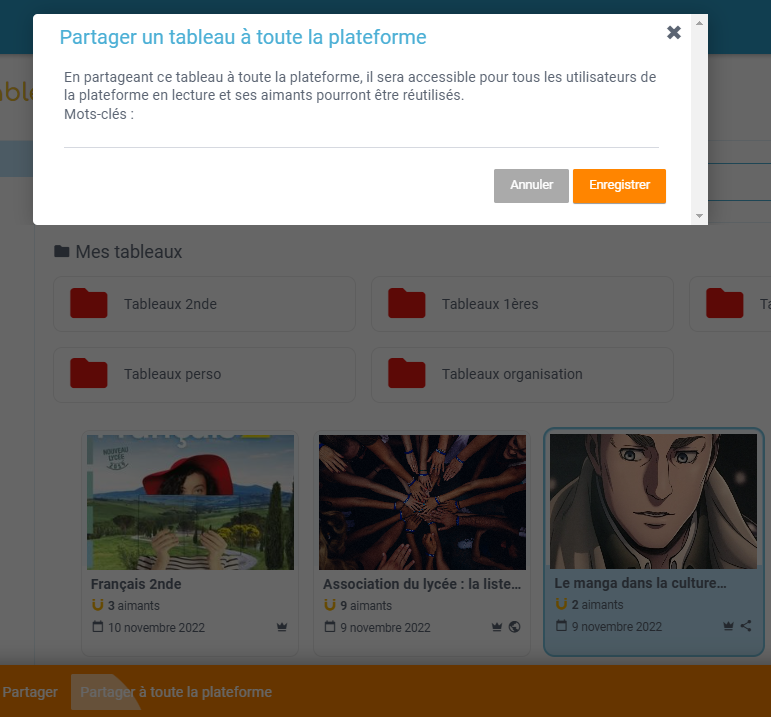 Partager un tableau à toute la plateforme
En partageant ce tableau à toute la plateforme, il sera accessible pour tous les utilisateurs de
la plateforme en lecture et ses aimants pourront être réutilisés.
Mots-clés :
Annuler
Enregistrer
Mes tableaux
Tableaux 2nde
Tableaux 1ères
Tableaux perso
Tableaux organisation
NOUVEAU
LYCÉE
Français 2nde
3 aimants
10 novembre 2022
Association du lycée : la liste...
9 aimants
9 novembre 2022
Le manga dans la culture...
2 aimants
9 novembre 2022
Partager
Partager à toute la plateforme